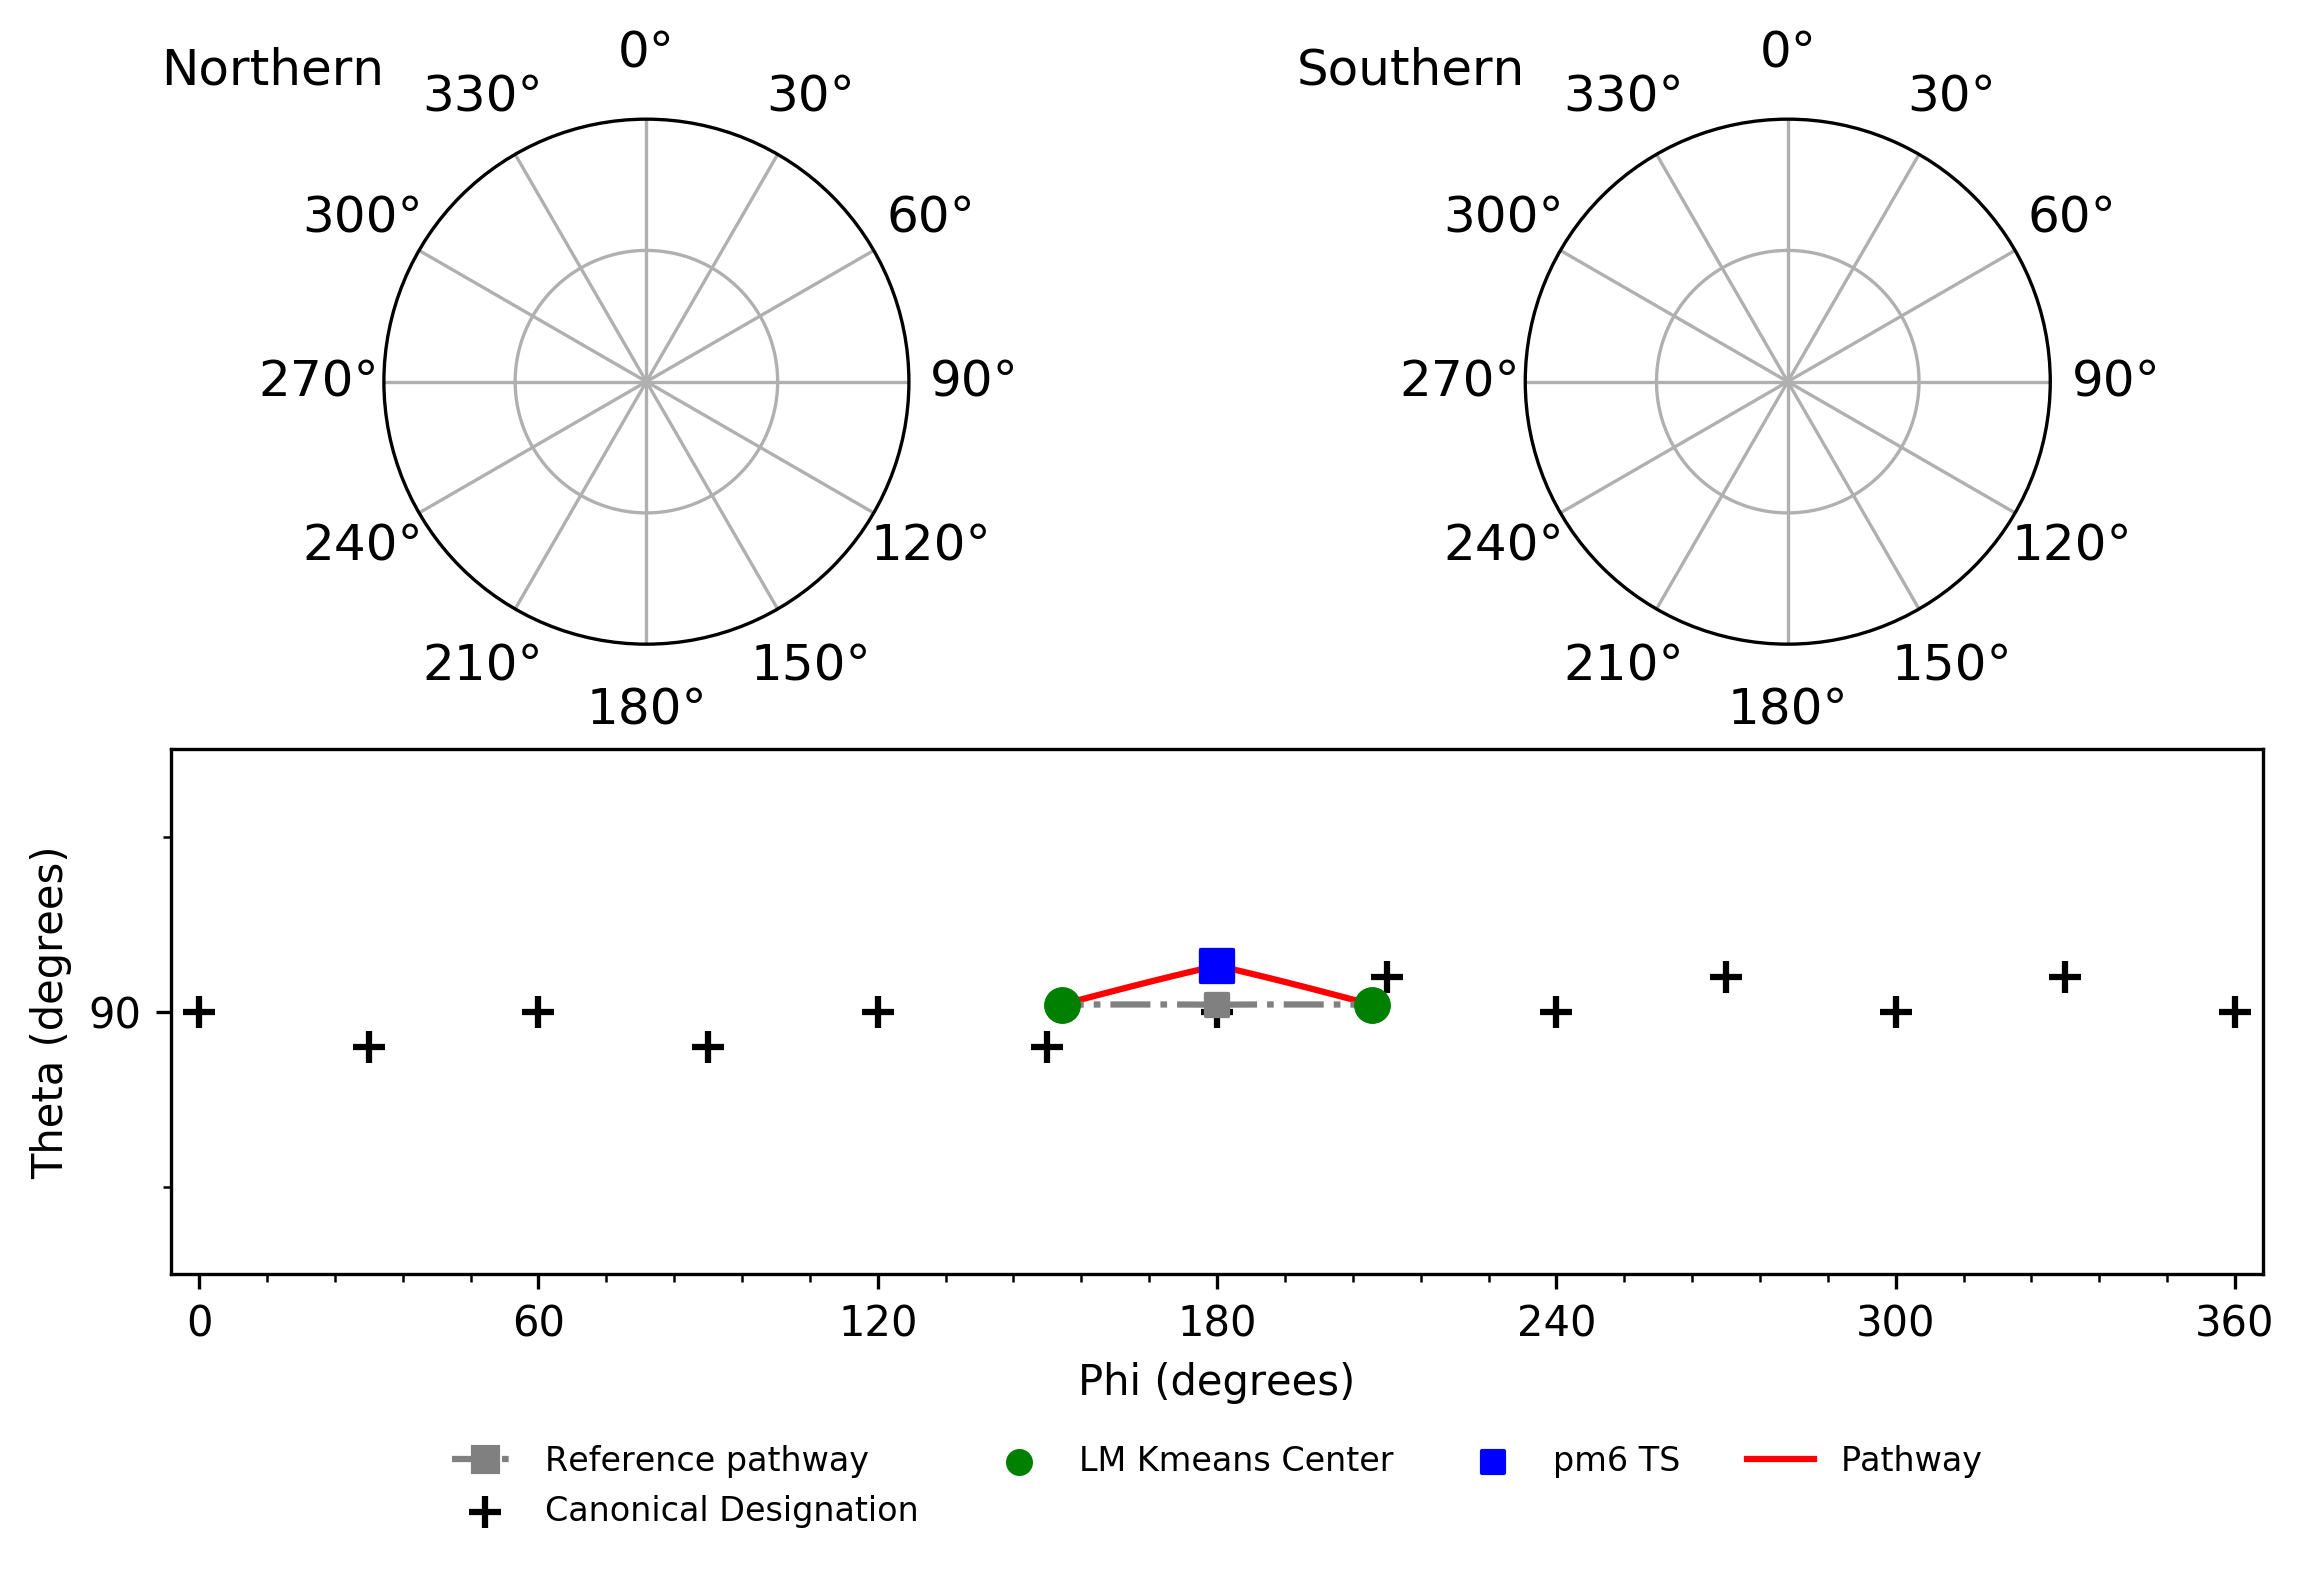 Northern
0°
30°
60°
90°
120°
150°
180°
210°
240°
270°
300°
330°
Southern
0°
30°
60°
90°
120°
150°
180°
210°
240°
270°
300°
330°
Theta (degrees)
90
0 60 120 180 240 300 360
Phi (degrees)
Reference pathway
Canonical Designation
LM Kmeans Center
pm6 TS
Pathway